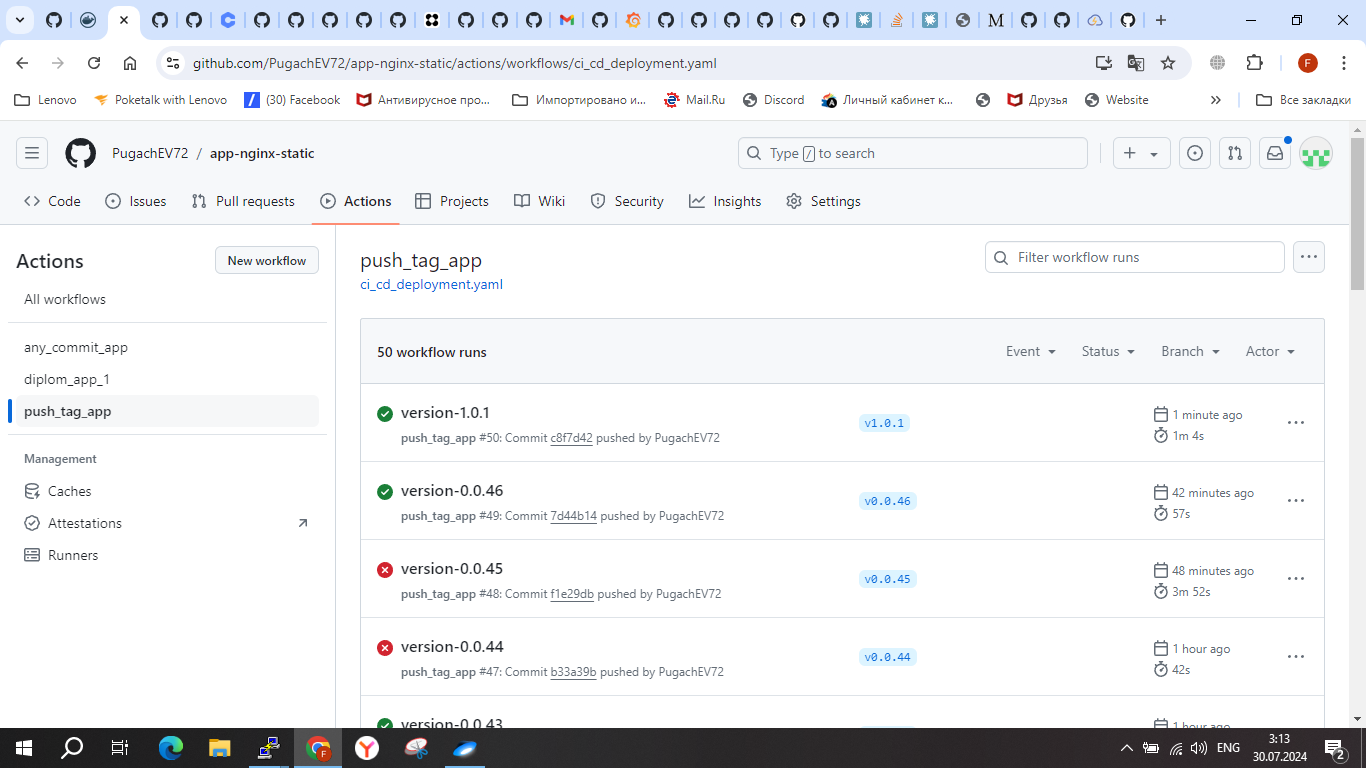 github.com/PugachEV72/app-nginx-static/actions/workflows/ci_cd_deployment.yaml
Lenovo
Poketalk with Lenovo
(30) Facebook
Антивирусное про...
Импортировано и...
Mail.Ru
Discord
Личный кабинет к...
Друзья
Website
Все закладки
PugachEV72 / app-nginx-static
Type / to search
Code
Issues
Pull requests
Actions
Projects
Wiki
Security
Insights
Settings
Actions
New workflow
All workflows
any_commit_app
diplom_app_1
push_tag_app
Management
Caches
Attestations
Runners
push_tag_app
ci_cd_deployment.yaml
Filter workflow runs
50 workflow runs
Event
Status
Branch
Actor
version-1.0.1
push_tag_app #50: Commit c8f7d42 pushed by PugachEV72
v1.0.1
1 minute ago
1m 4s
version-0.0.46
push_tag_app #49: Commit 7d44b14 pushed by PugachEV72
v0.0.46
42 minutes ago
57s
version-0.0.45
push_tag_app #48: Commit f1e29db pushed by PugachEV72
v0.0.45
48 minutes ago
3m 52s
version-0.0.44
push_tag_app #47: Commit b33a39b pushed by PugachEV72
v0.0.44
1 hour ago
42s
version-0.0.43
1 hour ago
ENG
3:13
30.07.2024
2